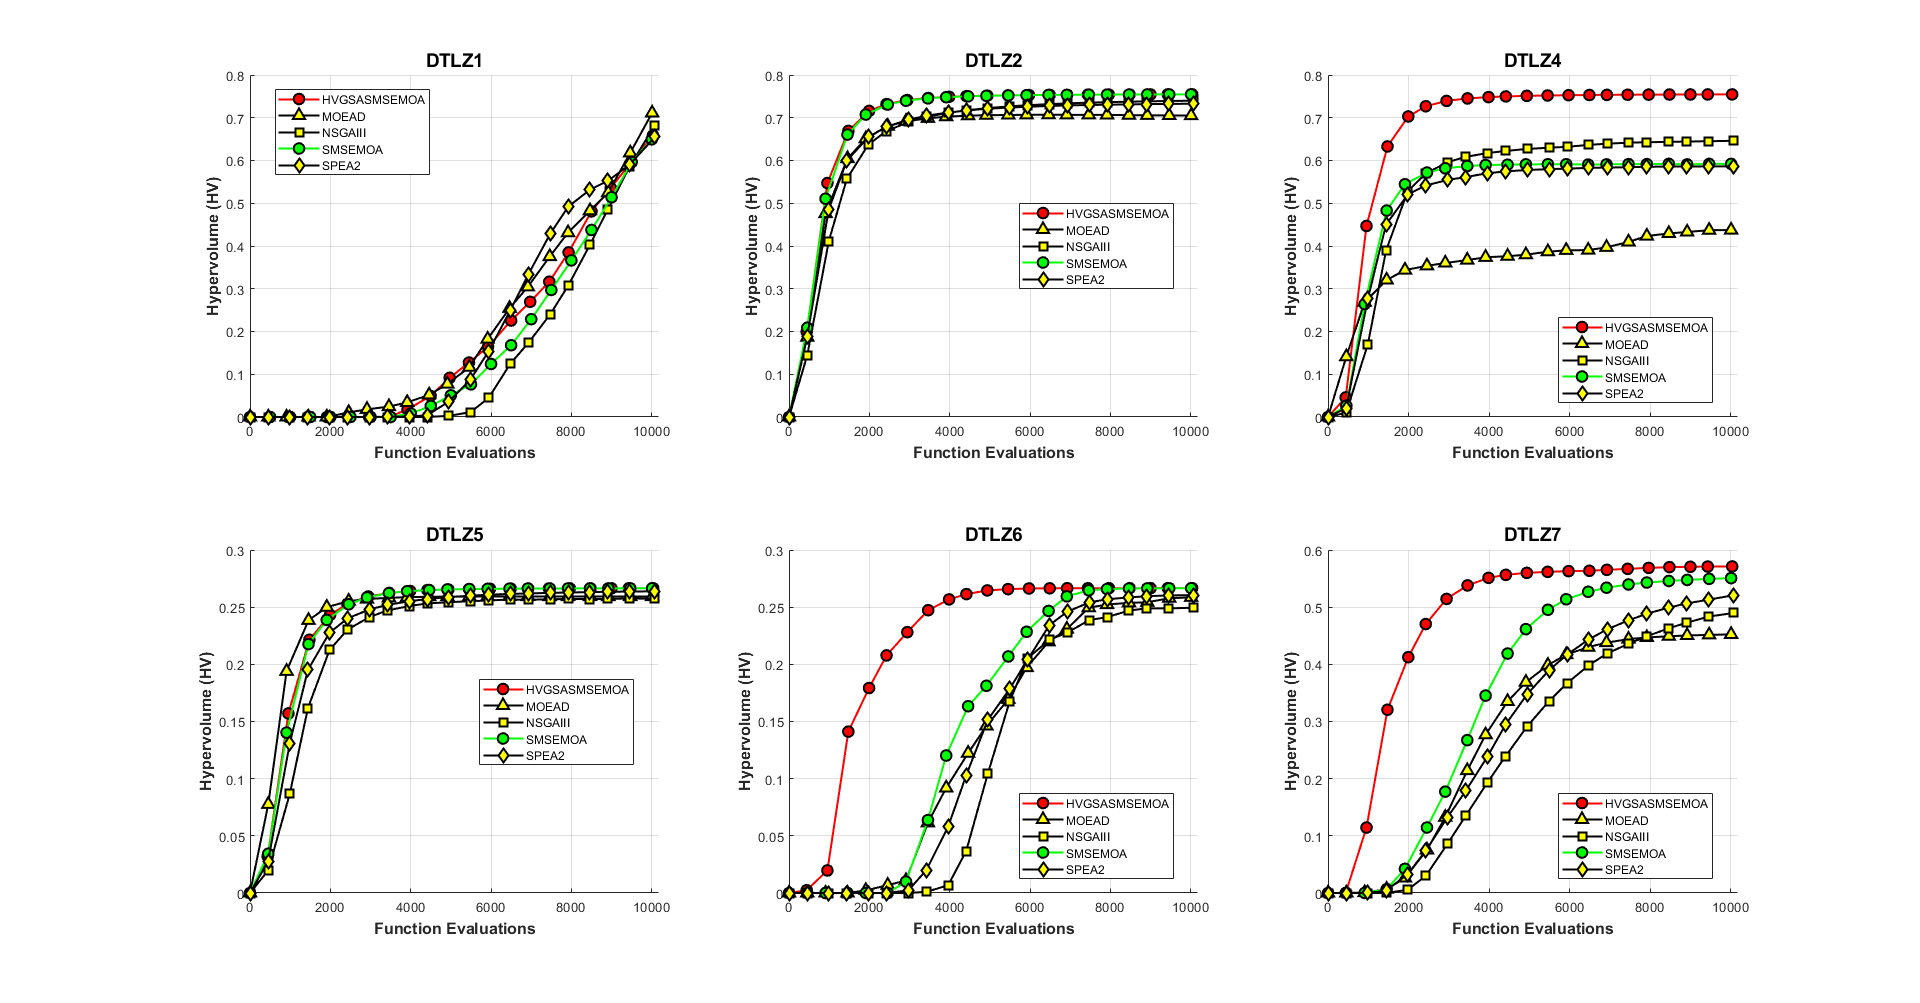 DTLZ1
0.8
0.7
0.6
0.5
0.4
0.3
0.2
0.1
0
0 2000 4000 6000 8000 10000
Hypervolume (HV)
Function Evaluations
HVGSASMSEMOA
MOEAD
NSGAIII
SMSEMOA
SPEA2
DTLZ2
0.8
0.7
0.6
0.5
0.4
0.3
0.2
0.1
0
0 2000 4000 6000 8000 10000
Hypervolume (HV)
Function Evaluations
HVGSASMSEMOA
MOEAD
NSGAIII
SMSEMOA
SPEA2
DTLZ4
0.8
0.7
0.6
0.5
0.4
0.3
0.2
0.1
0
0 2000 4000 6000 8000 10000
Hypervolume (HV)
Function Evaluations
HVGSASMSEMOA
MOEAD
NSGAIII
SMSEMOA
SPEA2
DTLZ5
0.3
0.25
0.2
0.15
0.1
0.05
0
0 2000 4000 6000 8000 10000
Hypervolume (HV)
Function Evaluations
HVGSASMSEMOA
MOEAD
NSGAIII
SMSEMOA
SPEA2
DTLZ6
0.3
0.25
0.2
0.15
0.1
0.05
0
0 2000 4000 6000 8000 10000
Hypervolume (HV)
Function Evaluations
HVGSASMSEMOA
MOEAD
NSGAIII
SMSEMOA
SPEA2
DTLZ7
0.6
0.5
0.4
0.3
0.2
0.1
0
0 2000 4000 6000 8000 10000
Hypervolume (HV)
Function Evaluations
HVGSASMSEMOA
MOEAD
NSGAIII
SMSEMOA
SPEA2